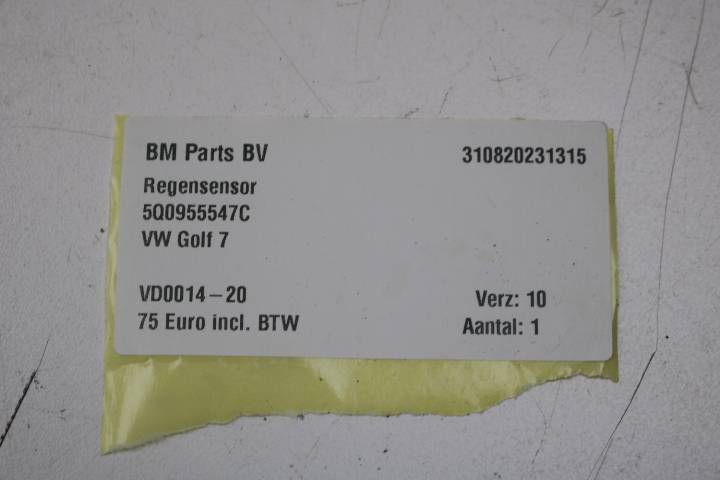 BM Parts BV 310820231315
Regensensor
5Q0955547C
VW Golf 7
VD0014-20 Verz: 10
75 Euro incl. BTW Aantal: 1